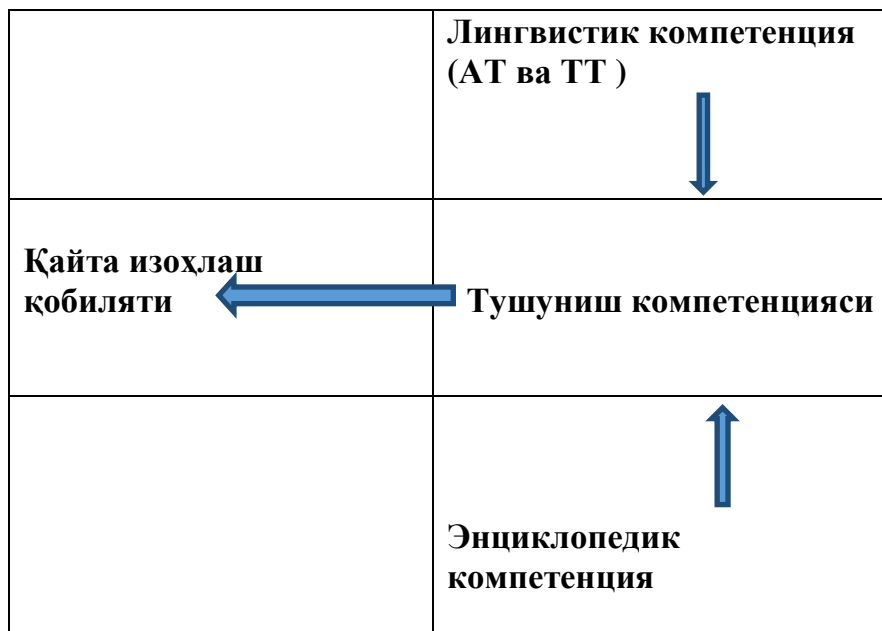 Лингвистик компетенция
(АТ ва ТТ )
Қайта изоҳлаш
қобиляти
Тушуниш компетенцияси
Энциклопедик
компетенция